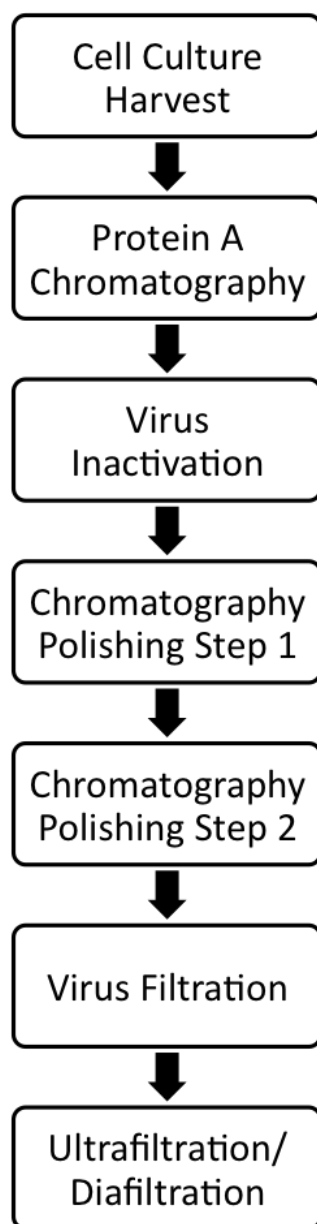 Cell Culture
Harvest
Protein A
Chromatography
Virus
Inactivation
Chromatography
Polishing Step 1
Chromatography
Polishing Step 2
Virus Filtration
Ultrafiltration/
Diafiltration